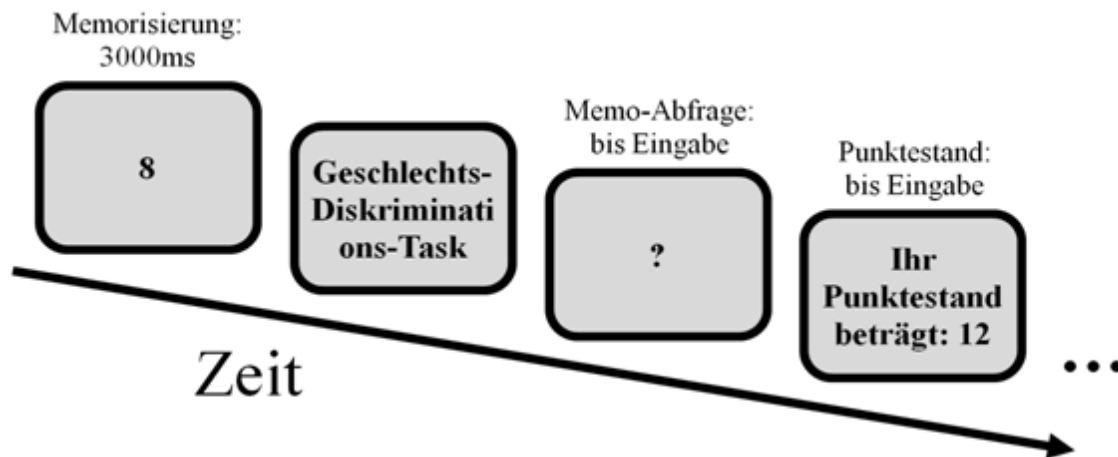 Memorisierung:
3000ms
8
Geschlechts-
Diskriminati
ons-Task
Memo-Abfrage:
bis Eingabe
?
Punktestand:
bis Eingabe
Ihr
Punktestand
beträgt: 12
...
Zeit